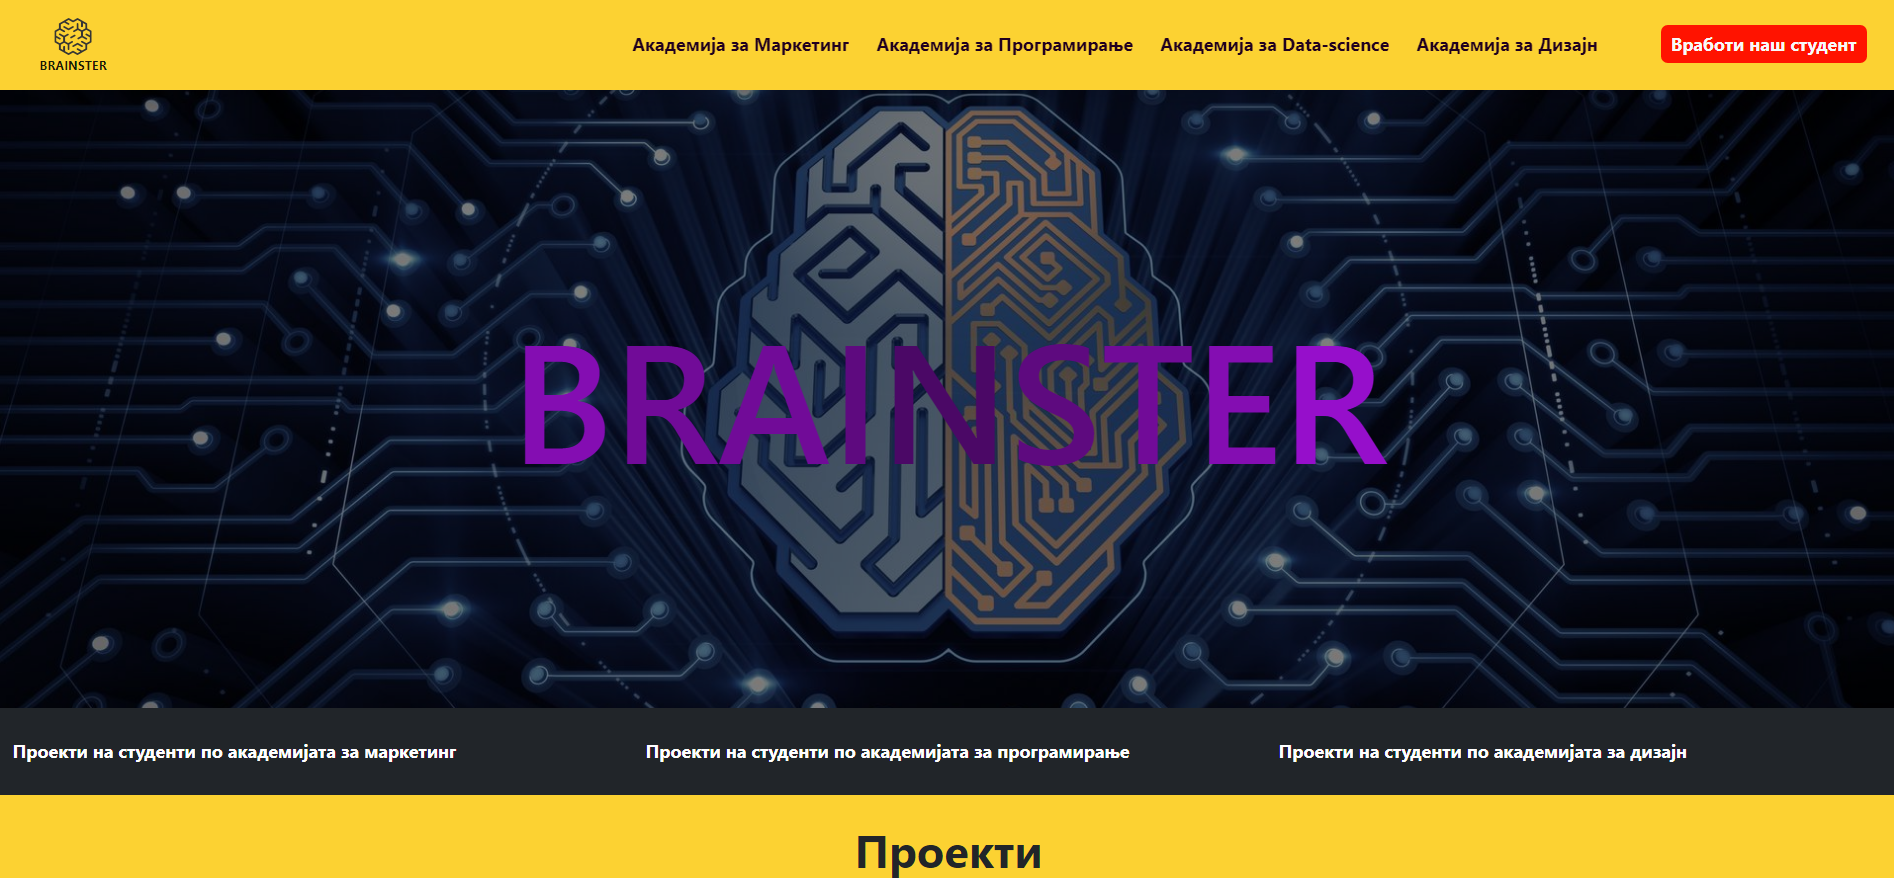 BRAINSTER
Академија за Маркетинг
Академија за Програмирање
Академија за Data-science
Академија за Дизајн
Вработи наш студент
BRAINSTER
Проекти на студенти по академијата за маркетинг
Проекти на студенти по академијата за програмирање
Проекти на студенти по академијата за дизајн
Проекти